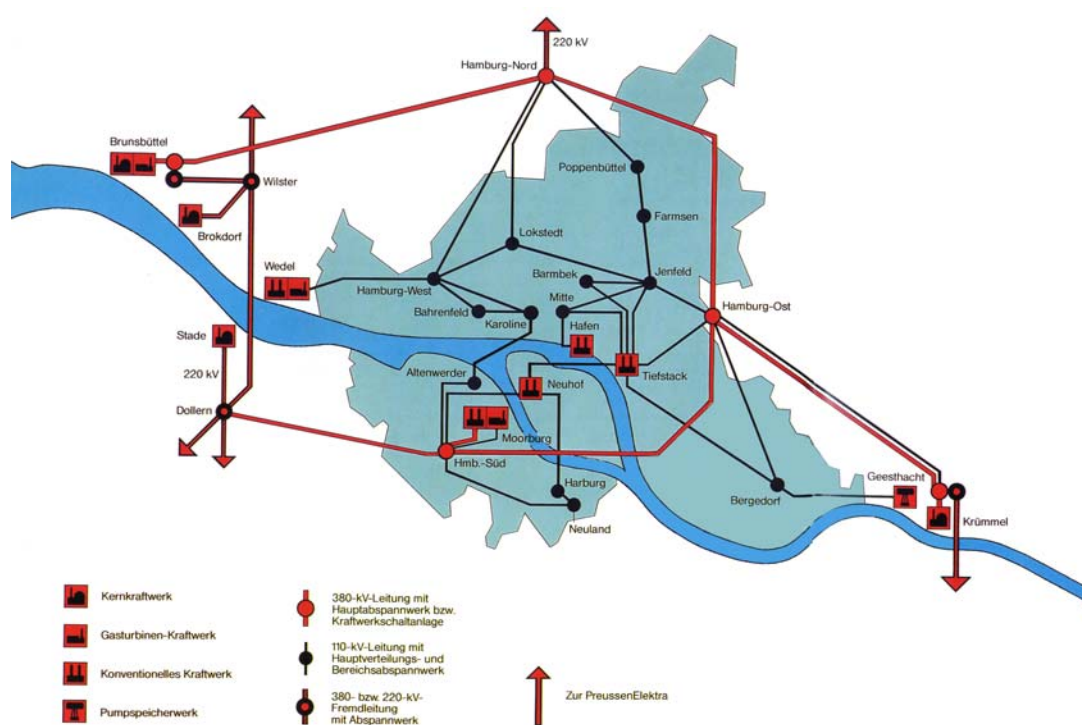 220 kV
Hamburg-Nord
Brunsbüttel
Wilster
Poppenbüttel
Brokdorf
Farmsen
Lokstedt
Wedel
Hamburg-West
Barmbek
Jenfeld
Mitte
Bahrenfeld
Karoline
Hafen
Hamburg-Ost
Stade
220 kV
Altenwerder
Neuhof
Tiefstack
Dollern
Moorburg
Hmb.-Süd
Harburg
Bergedorf
Geesthacht
Neuland
Krümmel
Kernkraftwerk
Gasturbinen-Kraftwerk
Konventionelles Kraftwerk
Pumpspeicherwerk
380-kV-Leitung mit
Hauptabspannwerk bzw.
Kraftwerkschaltanlage
110-kV-Leitung mit
Hauptverteilungs- und
Bereichsabspannwerk
380- bzw. 220-kV-
Fremdleitung
mit Abspannwerk
Zur PreussenElektra